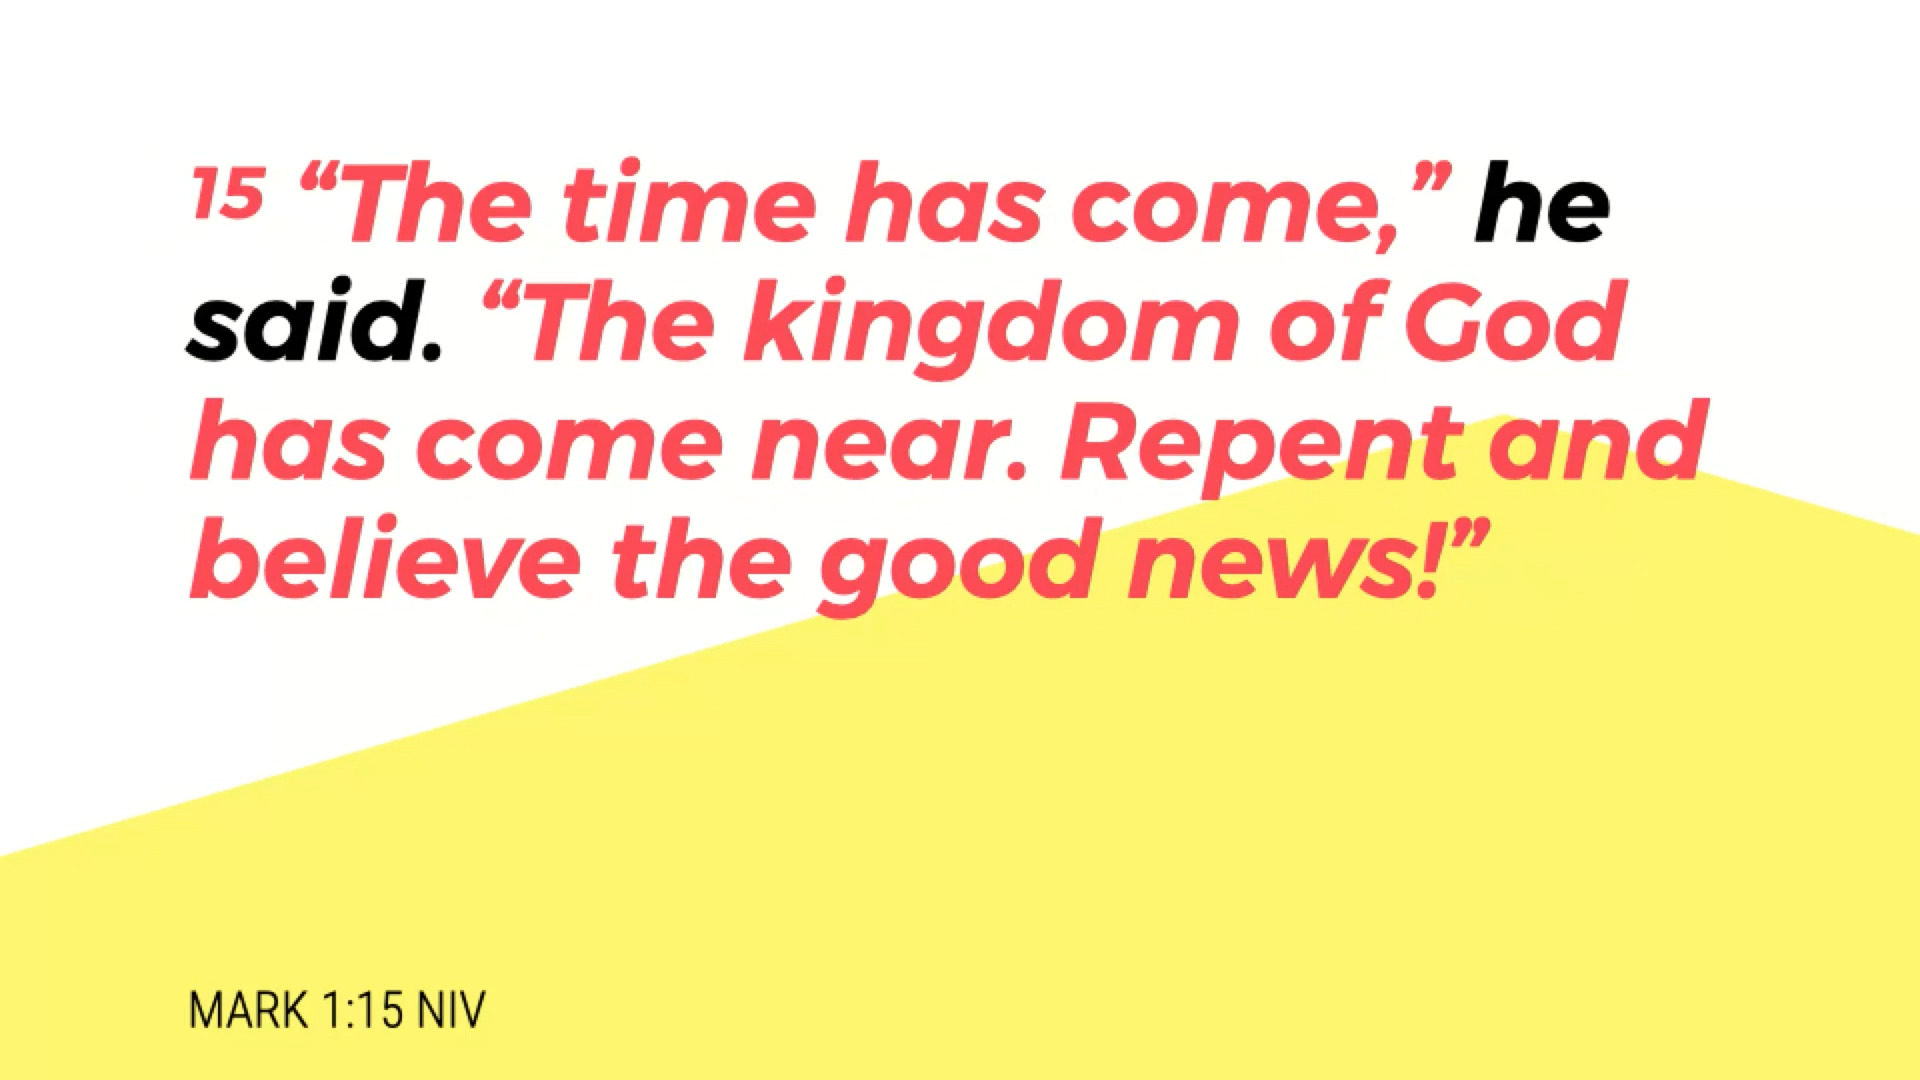 15 “The time has come,” he
said. “The kingdom of God
has come near. Repent and
believe the good news!”
MARK 1:15 NIV